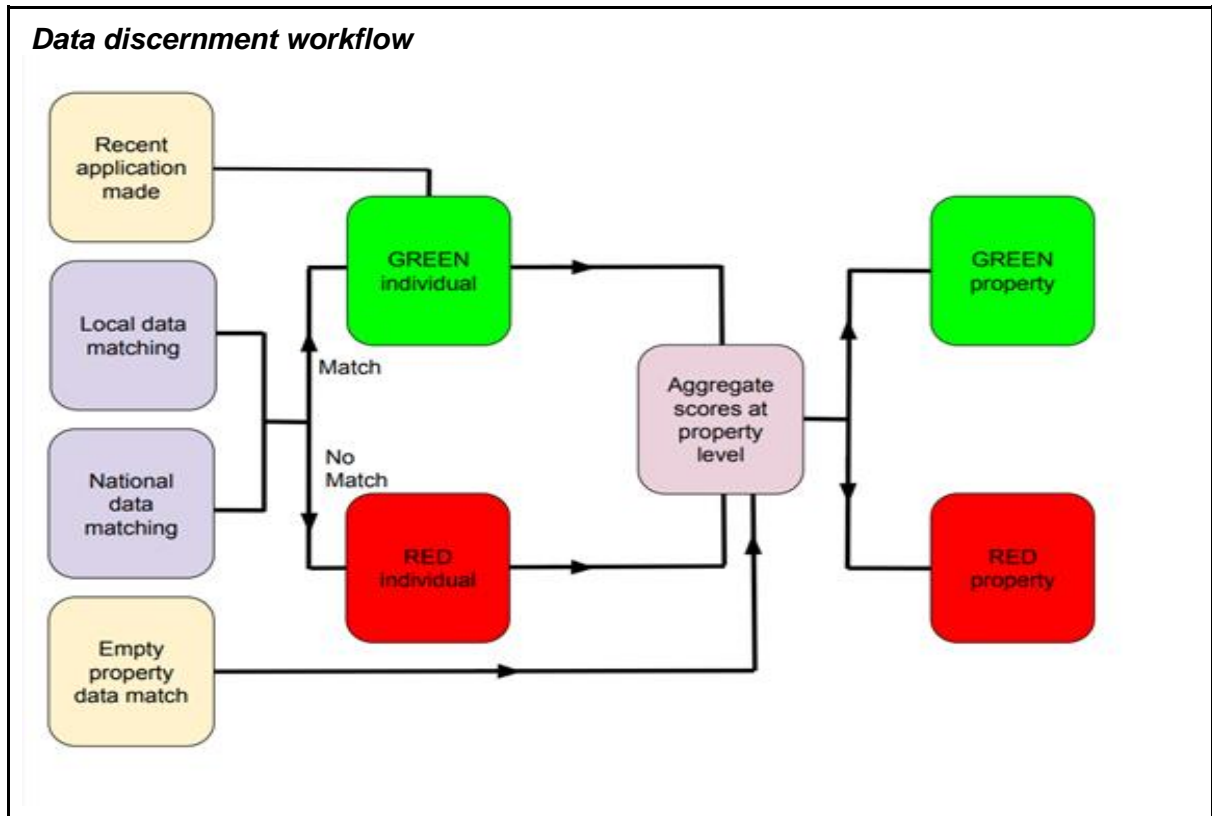 Data discernment workflow
Recent
application
made
GREEN
individual
GREEN
property
Local data
matching
Match
Aggregate
scores at
property
level
No
Match
National
data
matching
RED
individual
RED
property
Empty
property
data match